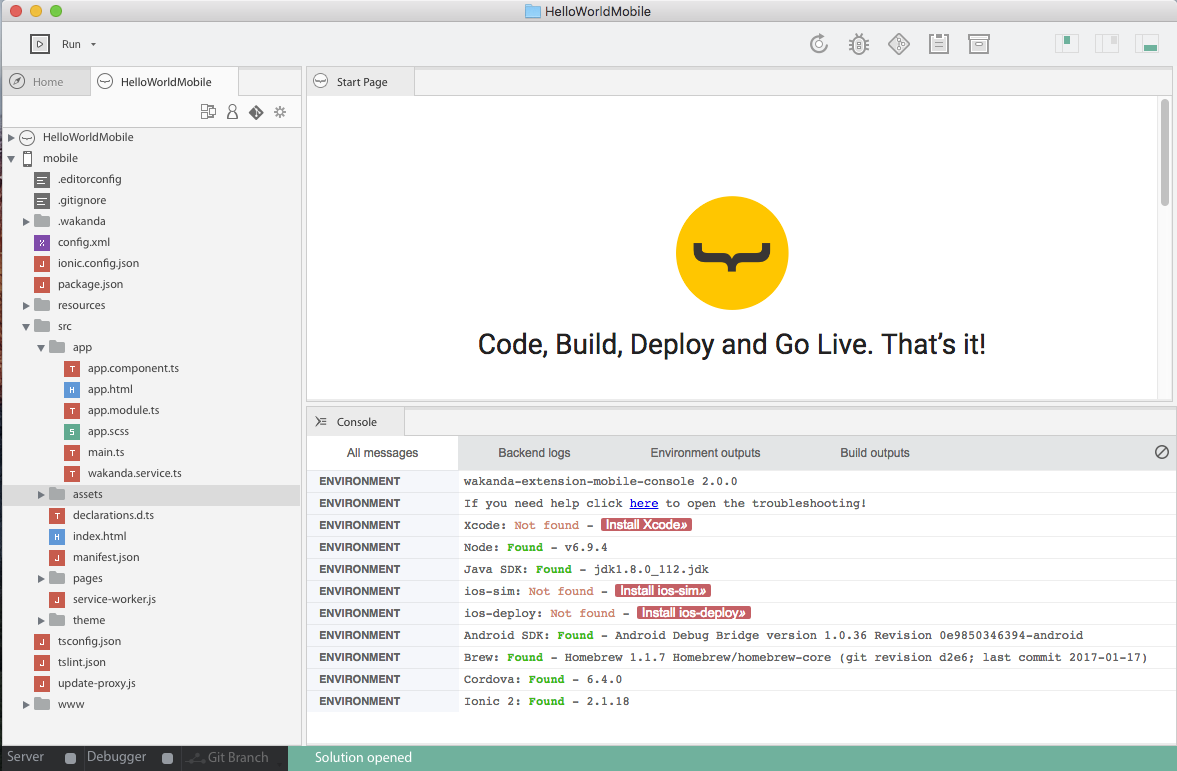 HelloWorldMobile
Run
Home
HelloWorldMobile
HelloWorldMobile
mobile
.editorconfig
.gitignore
.wakanda
config.xml
ionic.config.json
package.json
resources
src
app
app.component.ts
app.html
app.module.ts
app.scss
main.ts
wakanda.service.ts
assets
declarations.d.ts
index.html
manifest.json
pages
service-worker.js
theme
tsconfig.json
tslint.json
update-proxy.js
www
Start Page
Code, Build, Deploy and Go Live. That's it!
Console
All messages Backend logs Environment outputs Build outputs
ENVIRONMENT wakanda-extension-mobile-console 2.0.0
ENVIRONMENT If you need help click here to open the troubleshooting!
ENVIRONMENT Xcode: Not found - Install Xcode»
ENVIRONMENT Node: Found - v6.9.4
ENVIRONMENT Java SDK: Found - jdk1.8.0_112.jdk
ENVIRONMENT ios-sim: Not found - Install ios-sim»
ENVIRONMENT ios-deploy: Not found - Install ios-deploy»
ENVIRONMENT Android SDK: Found - Android Debug Bridge version 1.0.36 Revision 0e9850346394-android
ENVIRONMENT Brew: Found - Homebrew 1.1.7 Homebrew/homebrew-core (git revision d2e6; last commit 2017-01-17)
ENVIRONMENT Cordova: Found - 6.4.0
ENVIRONMENT Ionic 2: Found - 2.1.18
Server Debugger Git Branch Solution opened